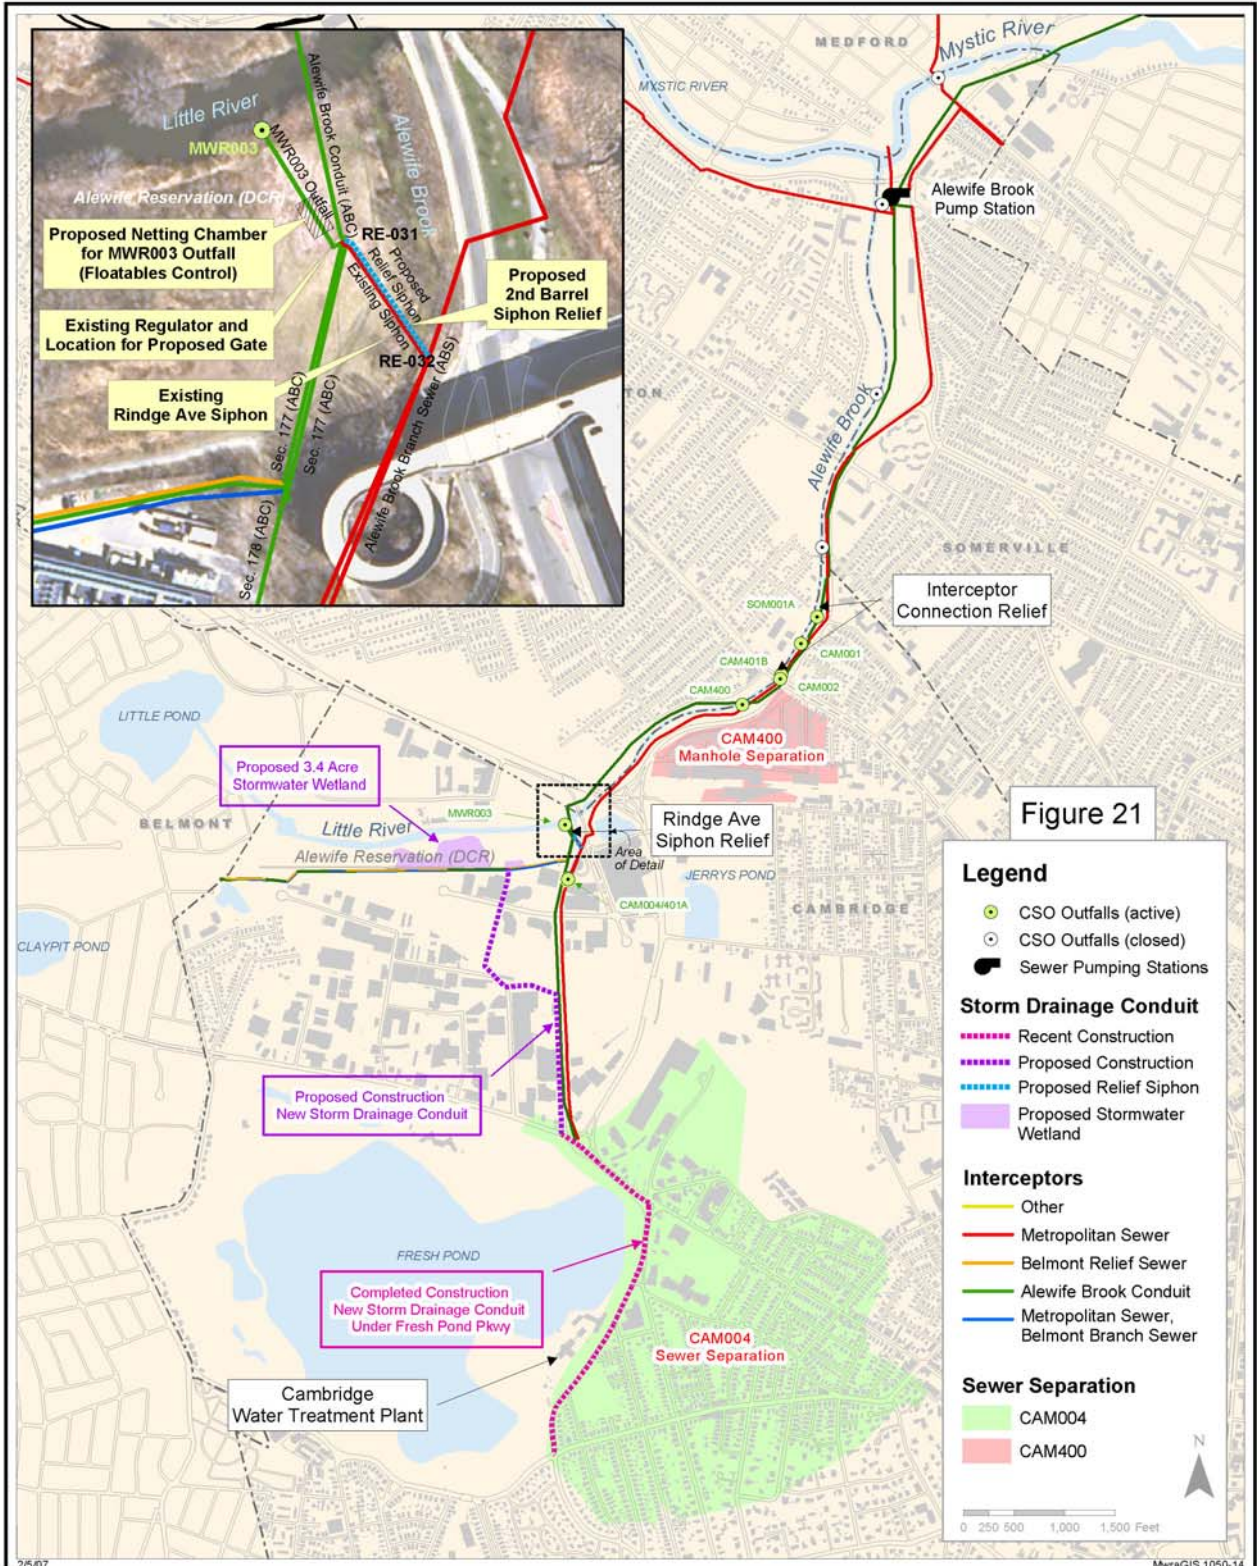 MEDFORD
Mystic River
MYSTIC RIVER
Alewife Brook
Pump Station
Alewife Brook
TON
SOMERVILLE
Little River
MWR003
MWR003 Outfall
Alewife Brook Conduit (ABC)
Alewife Brook
Alewife Reservation (DCR)
Proposed Netting Chamber
for MWR003 Outfall
(Floatables Control)
RE-031
Proposed
Relief Siphon
Existing Siphon
Proposed
2nd Barrel
Siphon Relief
Existing Regulator and
Location for Proposed Gate
RE-032
Existing
Rindge Ave Siphon
Sec. 177 (ABC)
Sec. 177 (ABC)
Sec. 178 (ABC)
Alewife Brook Branch Sewer (ABS)
Interceptor
Connection Relief
SOM001A
CAM001
CAM401B
CAM002
CAM400
CAM400
Manhole Separation
LITTLE POND
Proposed 3.4 Acre
Stormwater Wetland
BELMONT
Little River
MWR003
Rindge Ave
Siphon Relief
Area
of Detail
Alewife Reservation (DCR)
JERRYS POND
CAM004/401A
CAMBRIDGE
CLAYPIT POND
Proposed Construction
New Storm Drainage Conduit
FRESH POND
Completed Construction
New Storm Drainage Conduit
Under Fresh Pond Pkwy
CAM004
Sewer Separation
Cambridge
Water Treatment Plant
Figure 21
Legend
CSO Outfalls (active)
CSO Outfalls (closed)
Sewer Pumping Stations
Storm Drainage Conduit
Recent Construction
Proposed Construction
Proposed Relief Siphon
Proposed Stormwater
Wetland
Interceptors
Other
Metropolitan Sewer
Belmont Relief Sewer
Alewife Brook Conduit
Metropolitan Sewer,
Belmont Branch Sewer
Sewer Separation
CAM004
CAM400
N
0 250 500 1,000 1,500 Feet
2/5/07
MwraGIS 1050-14